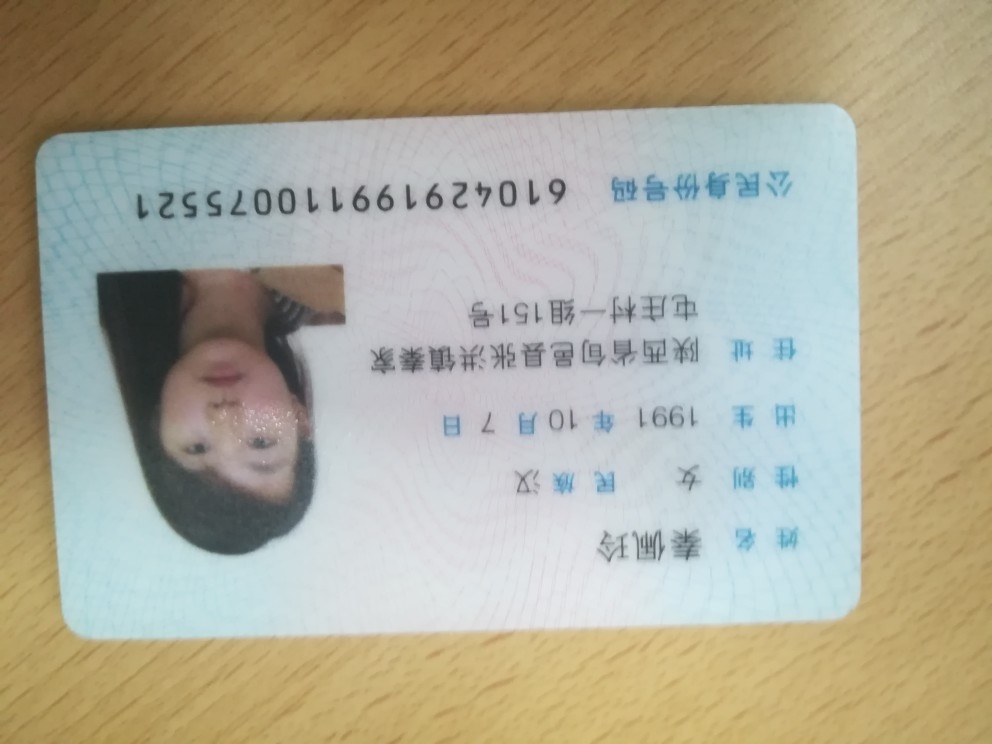 姓名 秦佩玲
性别 女 民族 汉
出生 1991 年 10 月 7 日
住址 陕西省旬邑县张洪镇秦家
屯庄村一组151号
公民身份号码 610429199110075521